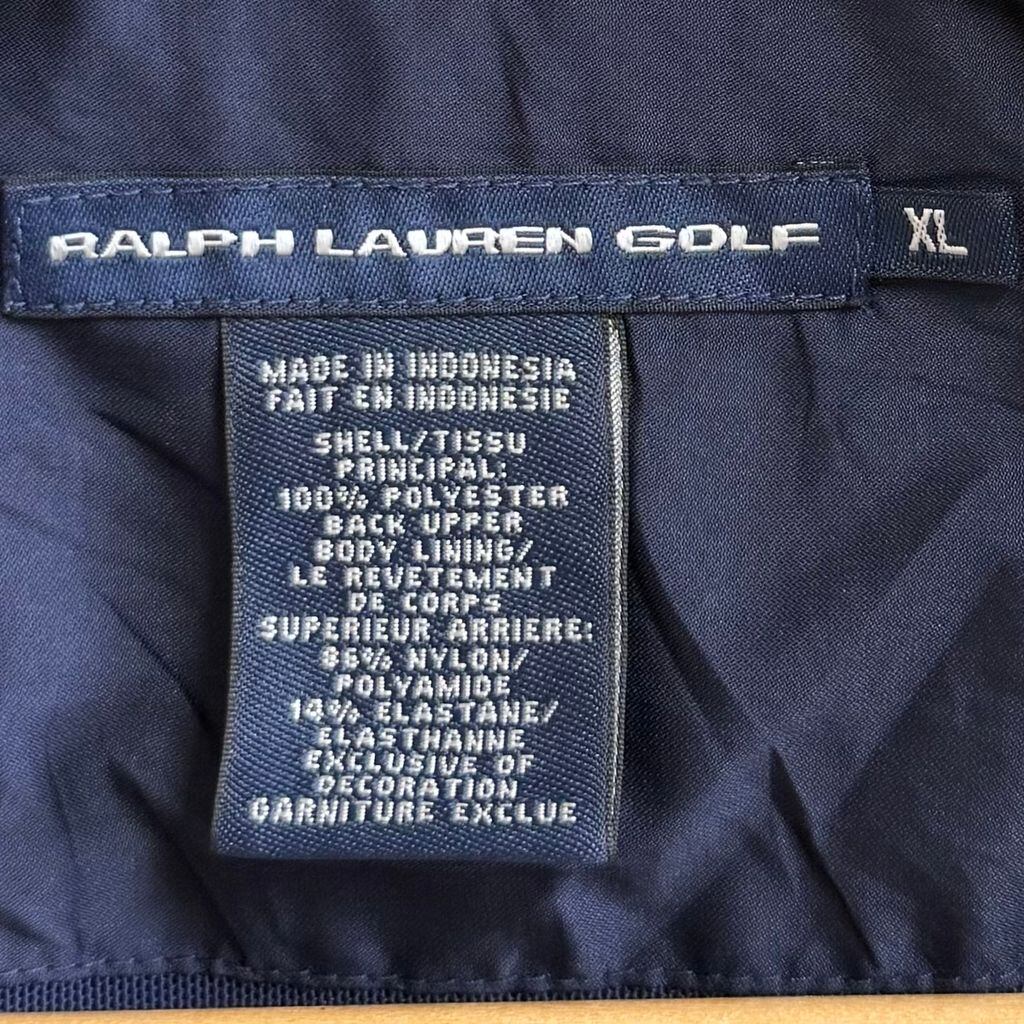 RALPH LAUREN GOLF XL
MADE IN INDONESIA
FAIT EN INDONESIE
SHELL/TISSU
PRINCIPAL:
100% POLYESTER
BACK UPPER
BODY LINING/
LE REVETEMENT
DE CORPS
SUPERIEUR ARRIERE:
86% NYLON/
POLYAMIDE
14% ELASTANE/
ELASTHANNE
EXCLUSIVE OF
DECORATION
GARNITURE EXCLUE